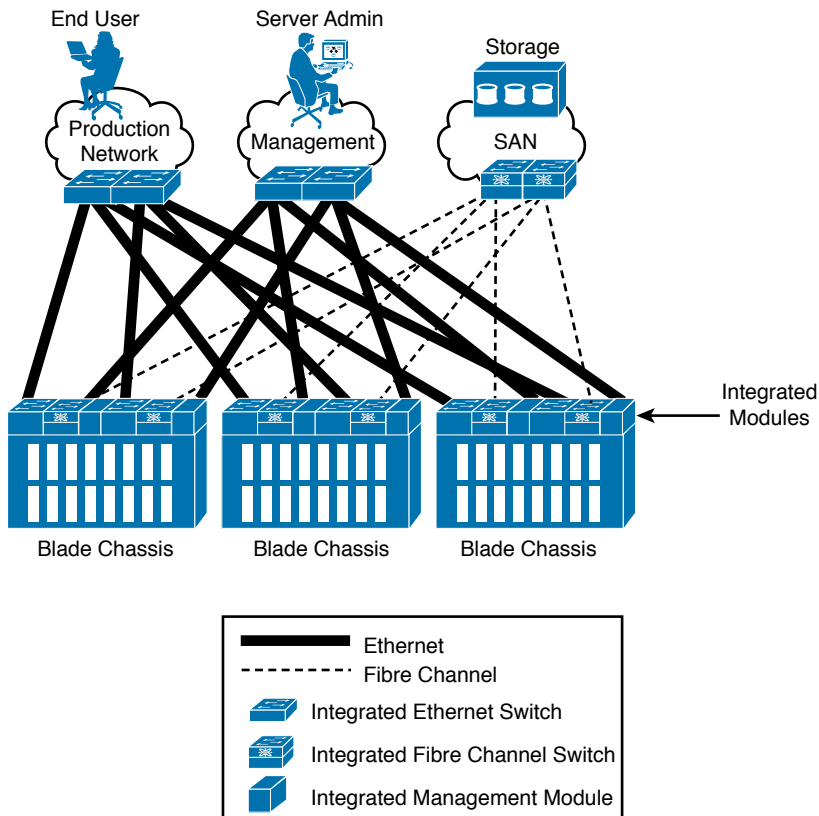 End User
Server Admin
Storage
Production
Network
Management
SAN
Integrated
Modules
Blade Chassis
Blade Chassis
Blade Chassis
Ethernet
Fibre Channel
Integrated Ethernet Switch
Integrated Fibre Channel Switch
Integrated Management Module